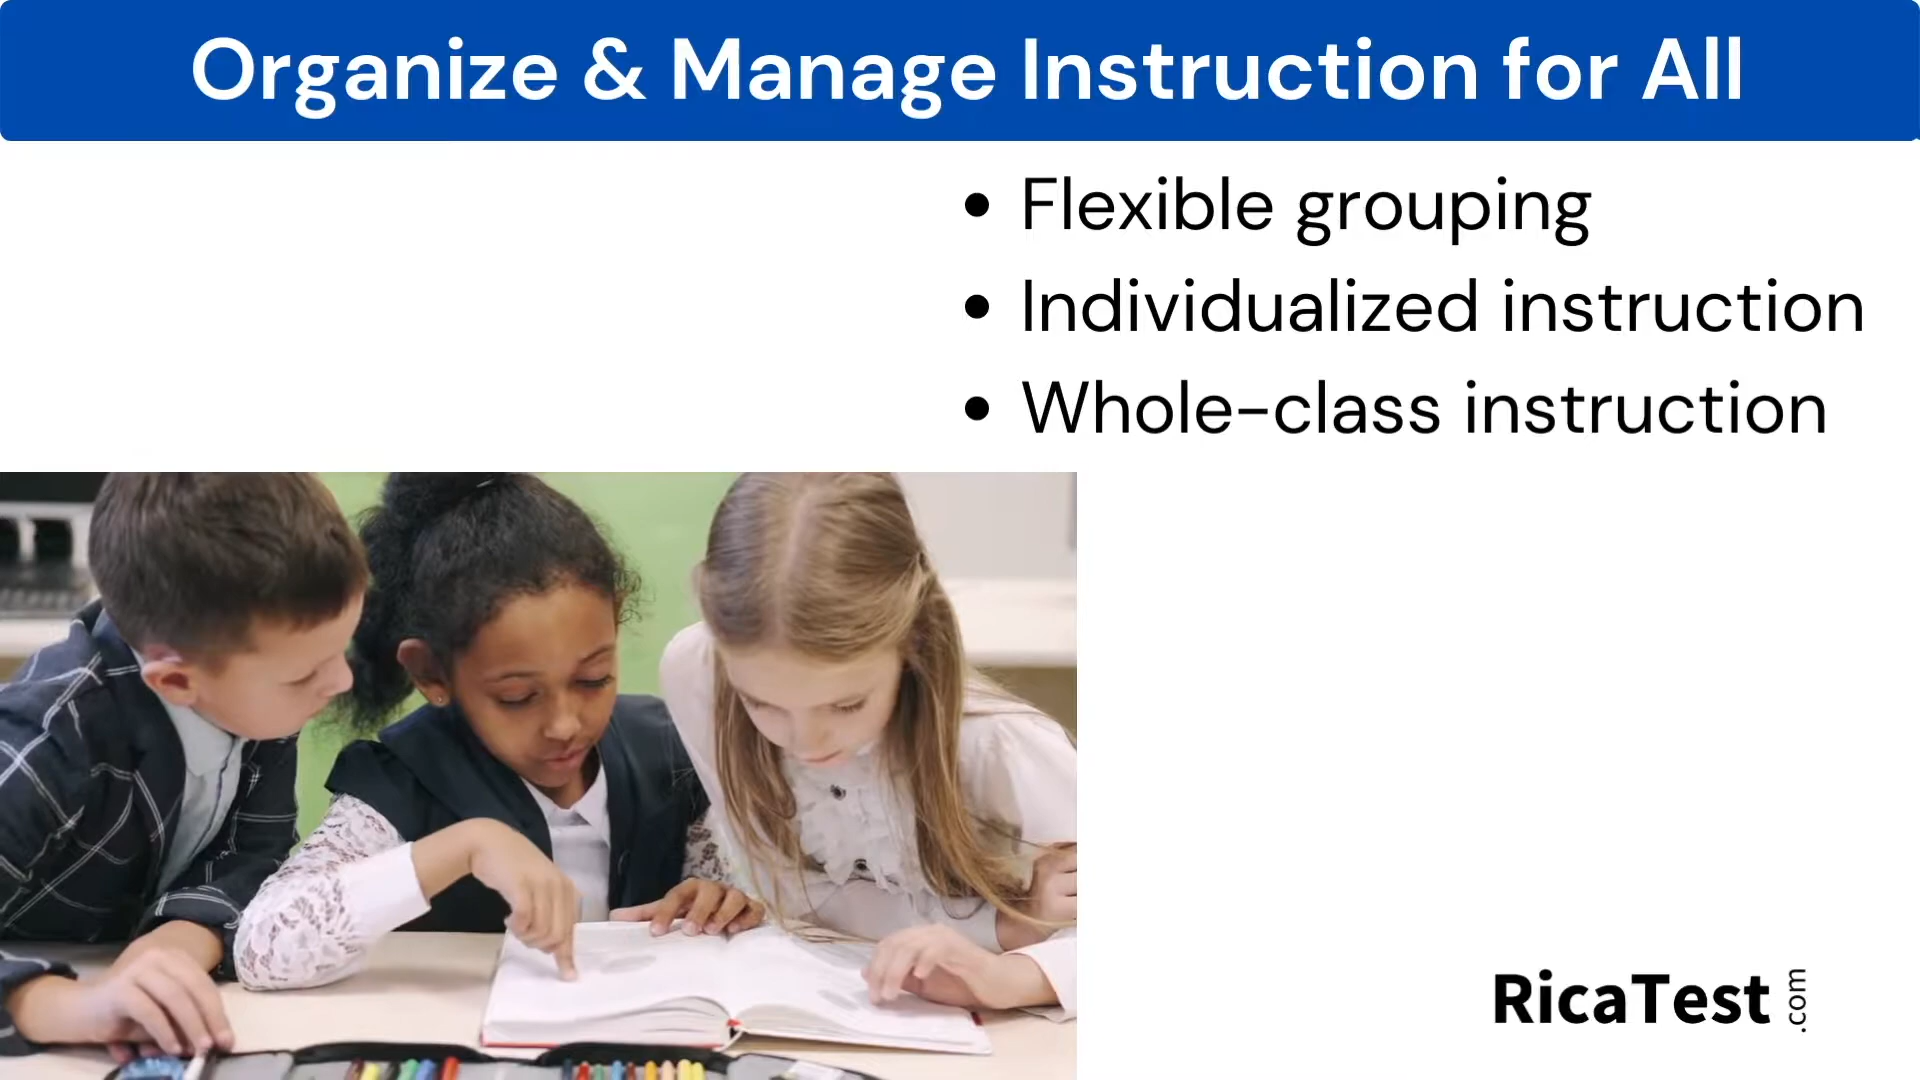 Organize & Manage Instruction for All
• Flexible grouping
• Individualized instruction
• Whole-class instruction
RicaTest.com